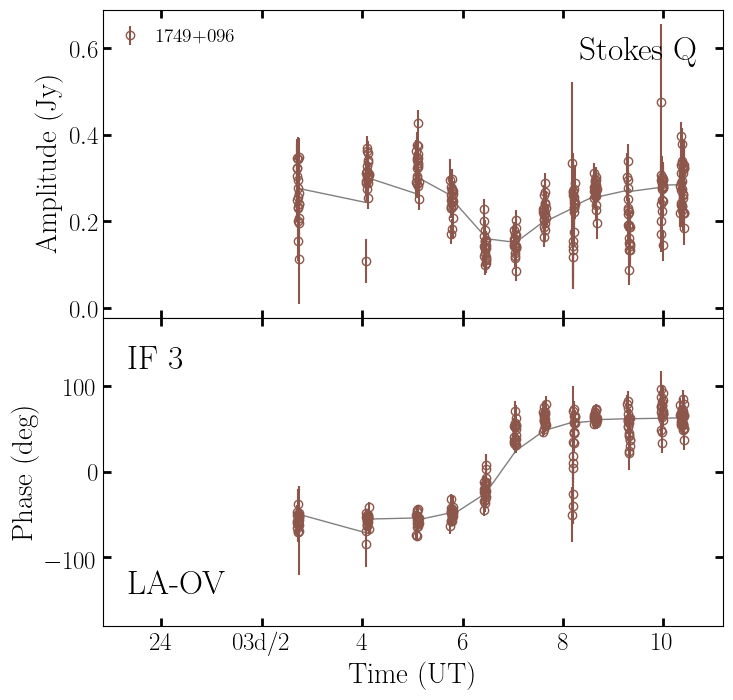 1749+096
Stokes Q
0.6
0.4
0.2
0.0
Amplitude (Jy)
IF 3
100
0
−100
Phase (deg)
LA-OV
24 03d/2 4 6 8 10
Time (UT)